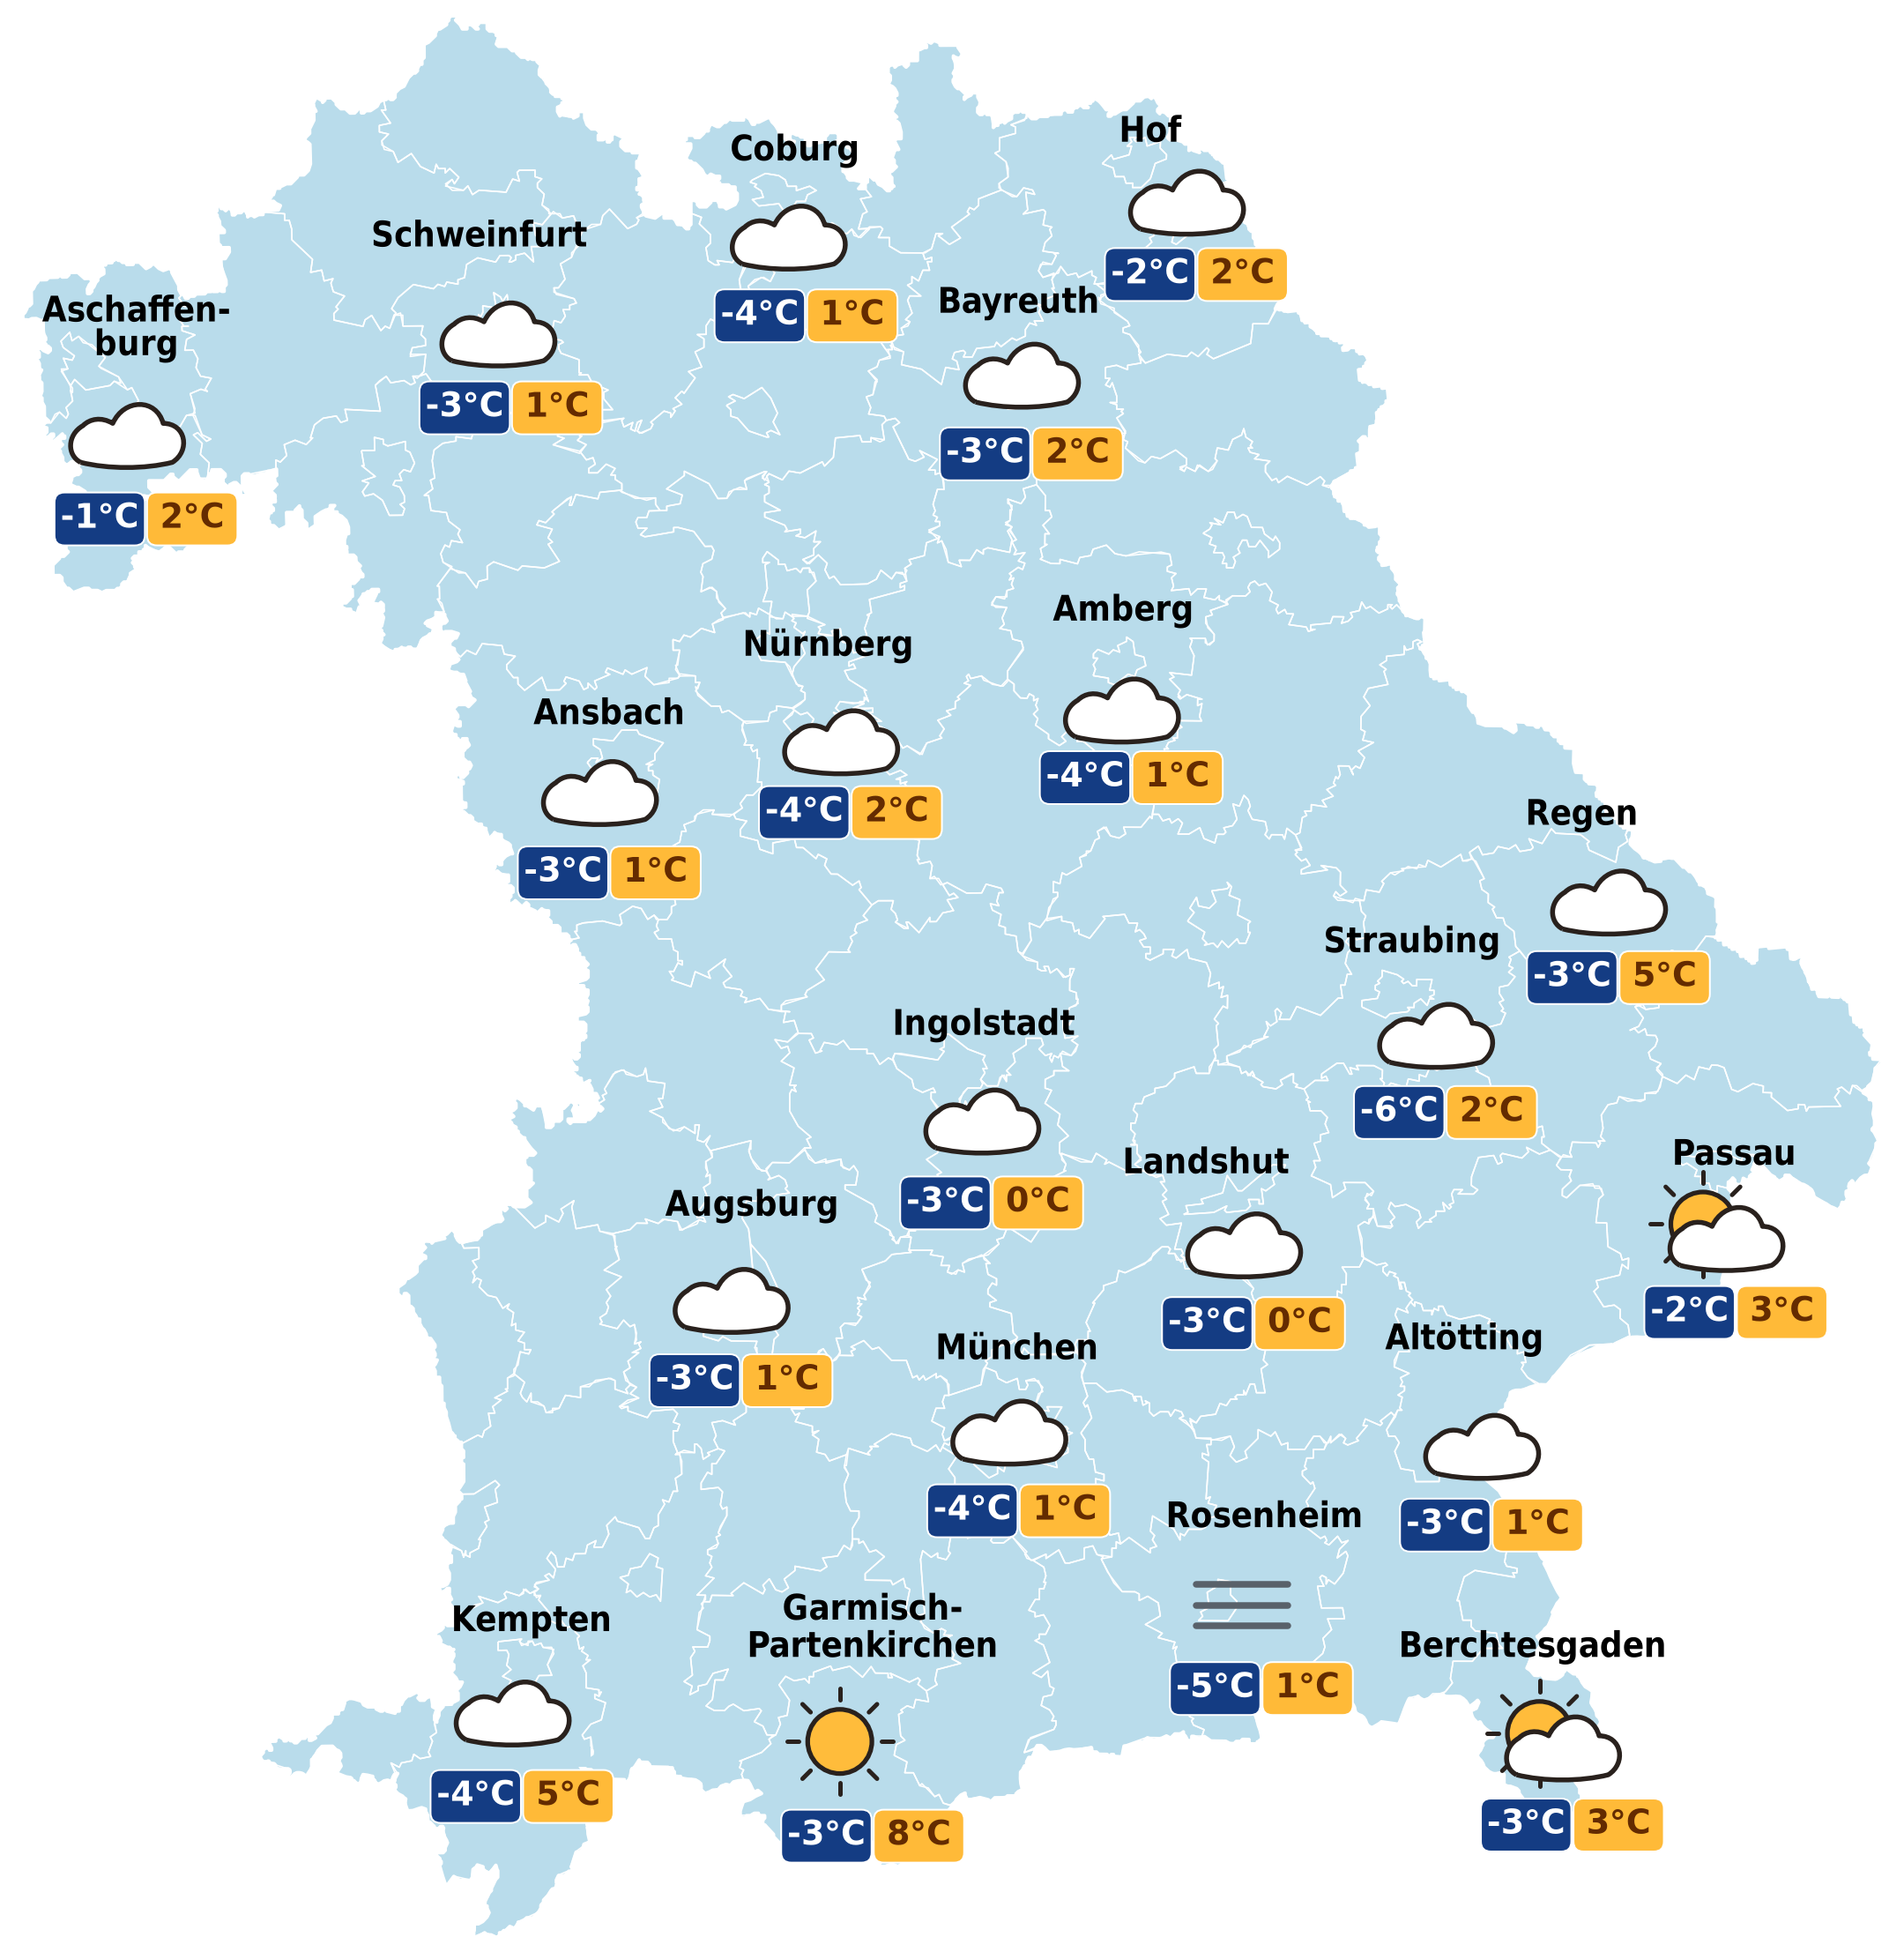 Hof
-2°C 2°C
Coburg
-4°C 1°C
Schweinfurt
-3°C 1°C
Bayreuth
-3°C 2°C
Aschaffen-
burg
-1°C 2°C
Amberg
-4°C 1°C
Nürnberg
-4°C 2°C
Ansbach
-3°C 1°C
Regen
-3°C 5°C
Straubing
-6°C 2°C
Ingolstadt
-3°C 0°C
Passau
-2°C 3°C
Landshut
-3°C 0°C
Augsburg
-3°C 1°C
Altötting
-3°C 1°C
München
-4°C 1°C
Rosenheim
-5°C 1°C
Kempten
-4°C 5°C
Garmisch-
Partenkirchen
-3°C 8°C
Berchtesgaden
-3°C 3°C